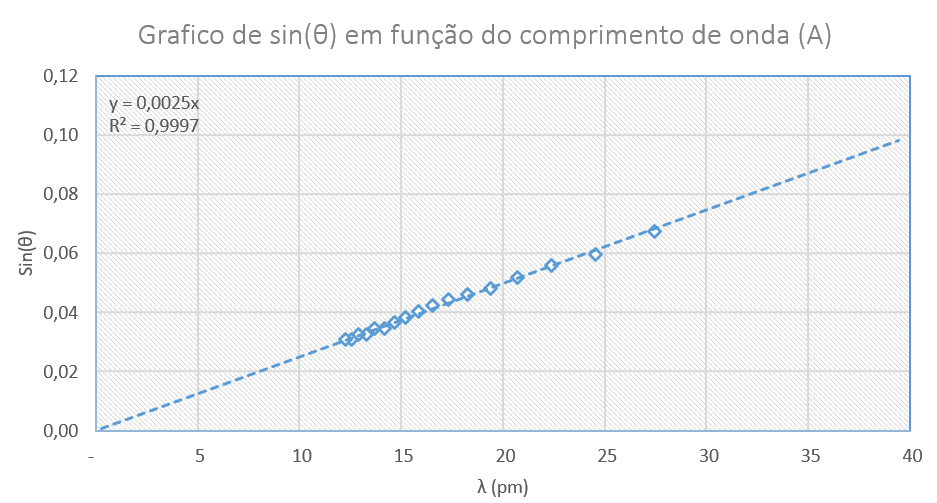 Grafico de sin(θ) em função do comprimento de onda (A)
y = 0,0025x
R² = 0,9997
0,12
0,10
0,08
0,06
0,04
0,02
0,00
Sin(θ)
- 5 10 15 20 25 30 35 40
λ (pm)